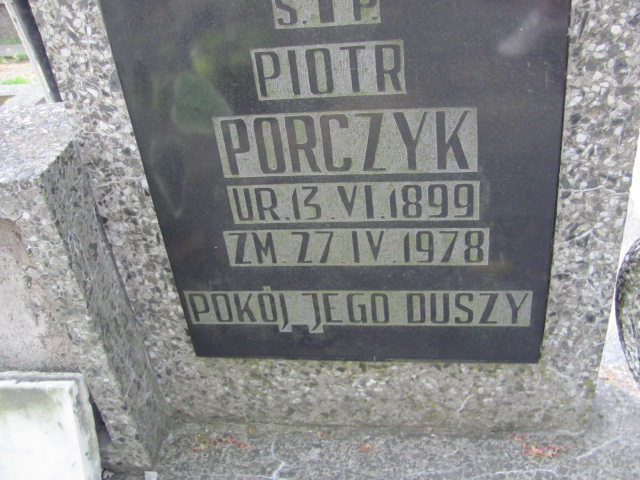 Ś.†P.
PIOTR
PORCZYK
UR. 13. VI. 1899
ZM. 27 IV. 1978
POKÓJ JEGO DUSZY